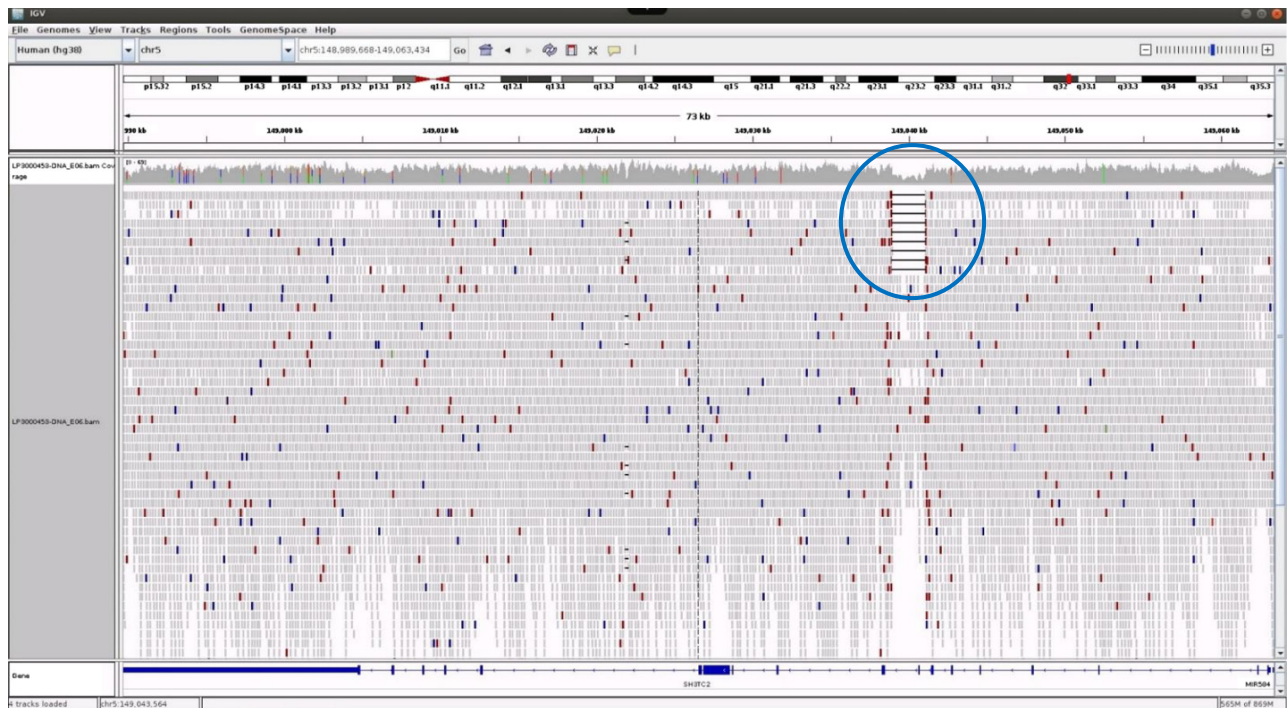 IGV
File Genomes View Tracks Regions Tools GenomeSpace Help
Human (hg38) chr5 chr5:148,989,668-149,063,434 Go
p15.32 p15.2 p14.3 p14.1 p13.3 p13.2 p13.1 p12 q11.1 q11.2 q12.1 q13.1 q13.3 q14.2 q14.3 q15 q21.1 q21.3 q22.2 q23.1 q23.2 q23.3 q31.1 q31.2 q32 q33.1 q33.3 q34 q35.1 q35.3
73 kb
990 kb 149,000 kb 149,010 kb 149,020 kb 149,030 kb 149,040 kb 149,050 kb 149,060 kb
LP3000458-DNA_E06.bam Cov
rage
LP3000458-DNA_E06.bam
Gene
SH3TC2 MIR584
4 tracks loaded chr5:149,043,564 565M of 869M